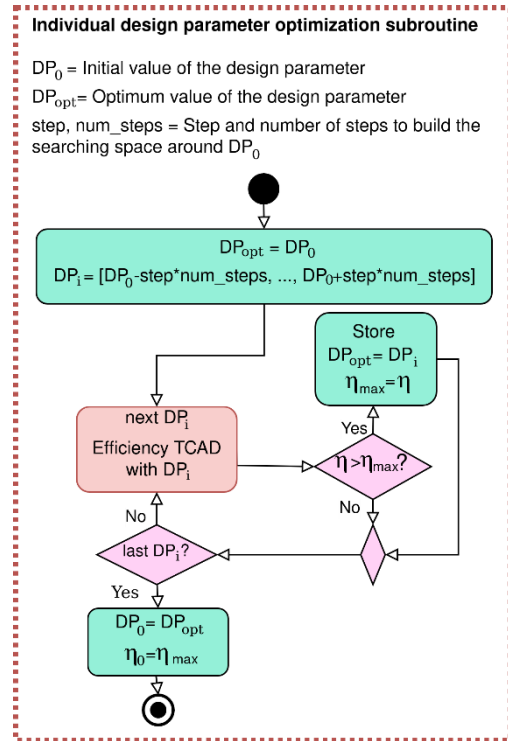 Individual design parameter optimization subroutine
DP₀ = Initial value of the design parameter
DPₒₚₜ= Optimum value of the design parameter
step, num_steps = Step and number of steps to build the
searching space around DP₀
DPₒₚₜ = DP₀
DPᵢ = [DP₀-step*num_steps, ..., DP₀+step*num_steps]
Store
DPₒₚₜ= DPᵢ
ηₘₐₓ=η
next DPᵢ
Efficiency TCAD
with DPᵢ
Yes
η>ηₘₐₓ?
No
No
last DPᵢ?
Yes
DP₀= DPₒₚₜ
η₀=ηₘₐₓ